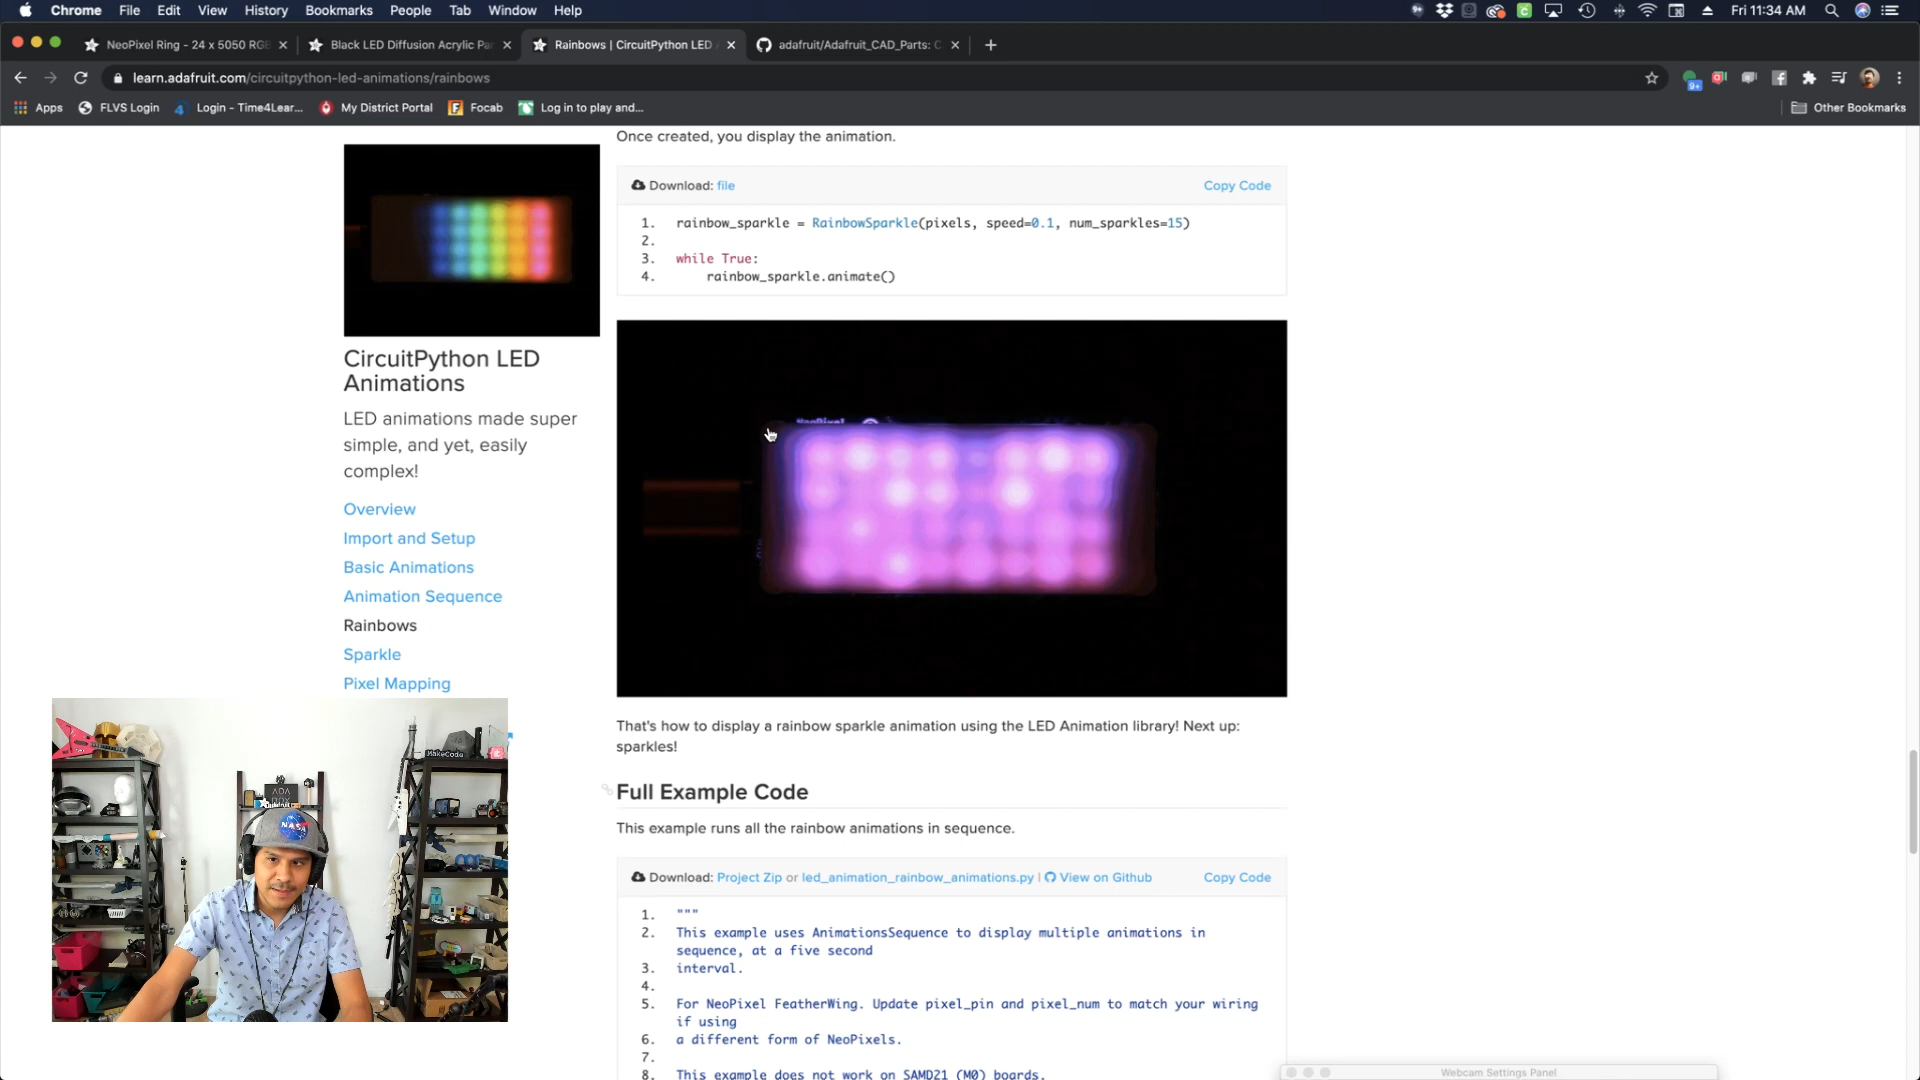 Chrome File Edit View History Bookmarks People Tab Window Help Fri 11:34 AM
NeoPixel Ring - 24 x 5050 RGB
Black LED Diffusion Acrylic Pa
Rainbows | CircuitPython LED
adafruit/Adafruit_CAD_Parts: C
learn.adafruit.com/circuitpython-led-animations/rainbows
Apps FLVS Login Login - Time4Lear... My District Portal Focab Log in to play and... Other Bookmarks
CircuitPython LED
Animations
LED animations made super
simple, and yet, easily
complex!
Overview
Import and Setup
Basic Animations
Animation Sequence
Rainbows
Sparkle
Pixel Mapping
Once created, you display the animation.
Download: file Copy Code
1. rainbow_sparkle = RainbowSparkle(pixels, speed=0.1, num_sparkles=15)
2.
3. while True:
4. rainbow_sparkle.animate()
NeoPixel
That's how to display a rainbow sparkle animation using the LED Animation library! Next up:
sparkles!
Full Example Code
This example runs all the rainbow animations in sequence.
Download: Project Zip or led_animation_rainbow_animations.py | View on Github Copy Code
1. """
2. This example uses AnimationsSequence to display multiple animations in
sequence, at a five second
3. interval.
4.
5. For NeoPixel FeatherWing. Update pixel_pin and pixel_num to match your wiring
if using
6. a different form of NeoPixels.
7.
8. This example does not work on SAMD21 (M0) boards.
MakeCode
ADA
BOX
NASA
Webcam Settings Panel